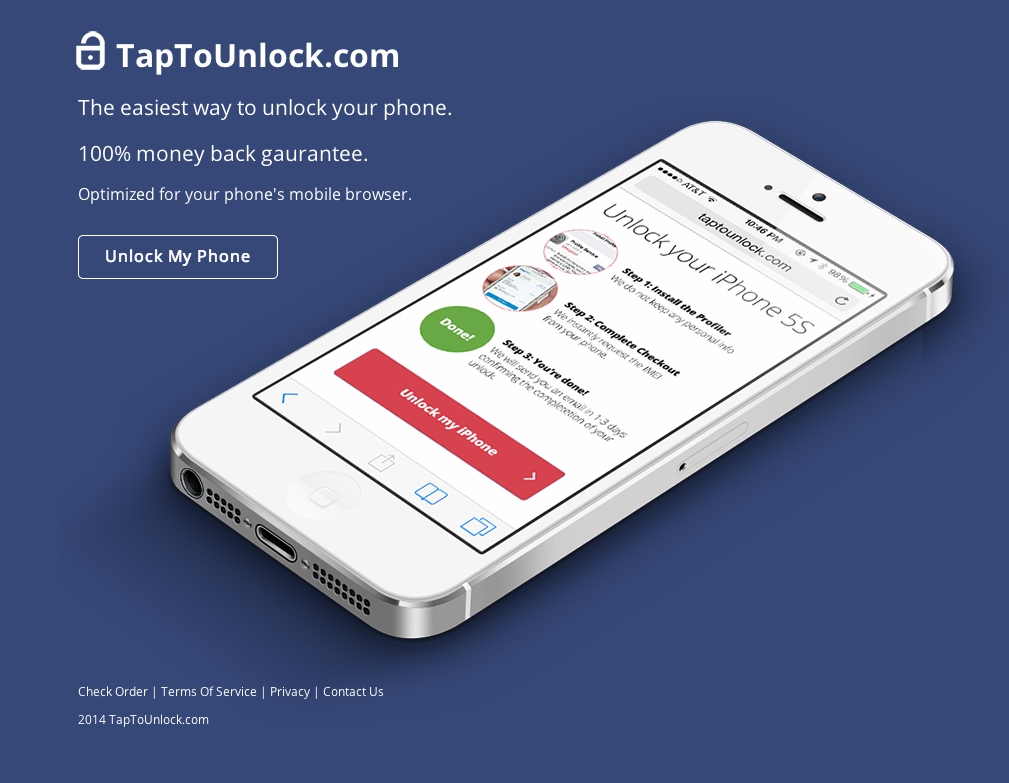 TapToUnlock.com
The easiest way to unlock your phone.
100% money back gaurantee.
Optimized for your phone's mobile browser.
Unlock My Phone
AT&T
10:46 PM
98%
taptounlock.com
Unlock your iPhone 5S
Step 1: Install the Profiler
We do not keep any personal info
Step 2: Complete Checkout
We instantly request the IMEI
from your phone.
Done!
Step 3: You're done!
We will send you an email in 1-3 days
confirming the completetion of your
unlock.
Unlock my iPhone
Check Order | Terms Of Service | Privacy | Contact Us
2014 TapToUnlock.com